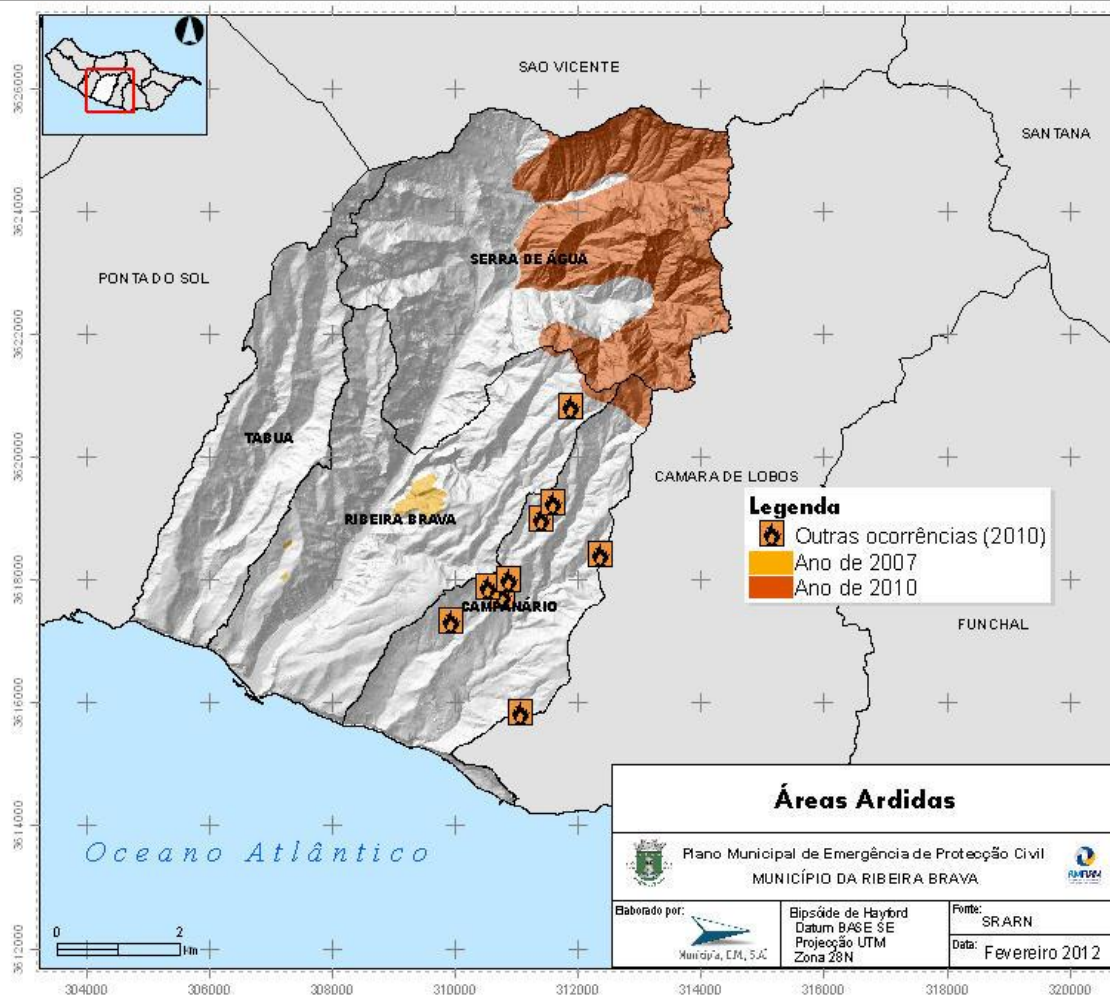 SAO VICENTE
SANTANA
PONTA DO SOL
SERRA DE ÁGUA
TABUA
CAMARA DE LOBOS
RIBEIRA BRAVA
CAMPANÁRIO
FUNCHAL
Legenda
Outras ocorrências (2010)
Ano de 2007
Ano de 2010
Oceano Atlântico
0 2
km
Áreas Ardidas
Plano Municipal de Emergência de Protecção Civil
MUNICÍPIO DA RIBEIRA BRAVA
Elaborado por:
Municípia, E.M., S.A.
Elipsóide de Hayford
Datum BASE SE
Projecção UTM
Zona 28N
Fonte:
SRARN
Data: Fevereiro 2012
3626000
3624000
3622000
3620000
3618000
3616000
3614000
3612000
304000 306000 308000 310000 312000 314000 316000 318000 320000